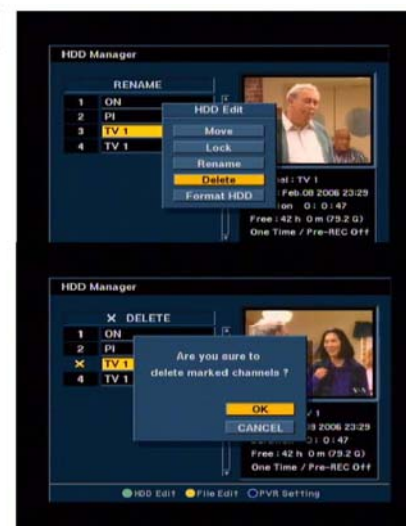 HDD Manager
RENAME
1 ON
2 PI
3 TV 1
4 TV 1
HDD Edit
Move
Lock
Rename
Delete
Format HDD
: TV 1
: Feb.08 2006 23:29
0: 0:47
Free : 42 h 0 m (79.2 G)
One Time / Pre-REC Off
HDD Manager
X DELETE
1 ON
2 PI
X TV 1
4 TV 1
Are you sure to
delete marked channels ?
OK
CANCEL
2006 23:29
0: 0:47
Free : 42 h 0 m (79.2 G)
One Time / Pre-REC Off
HDD Edit File Edit PVR Setting